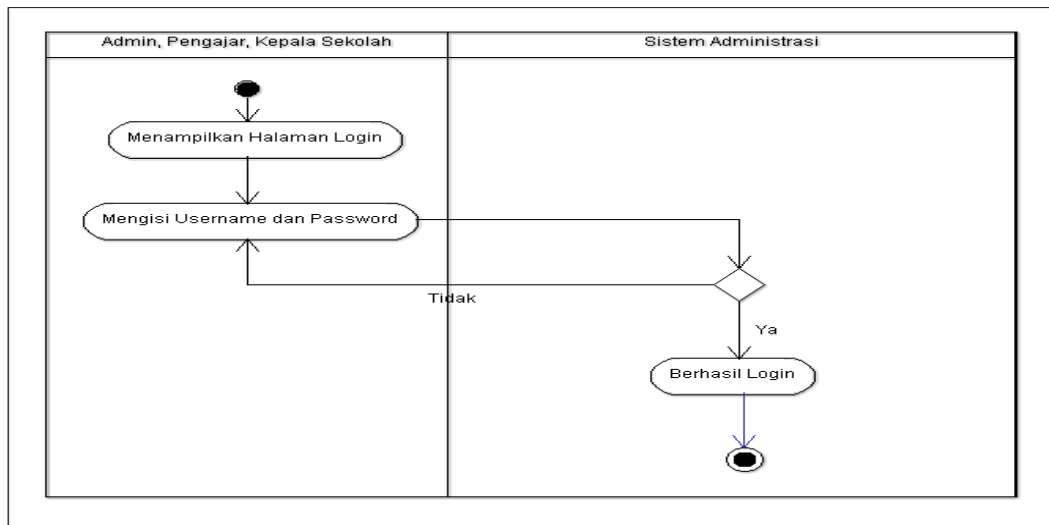 Admin, Pengajar, Kepala Sekolah
Sistem Administrasi
Menampilkan Halaman Login
Mengisi Username dan Password
Tidak
Ya
Berhasil Login